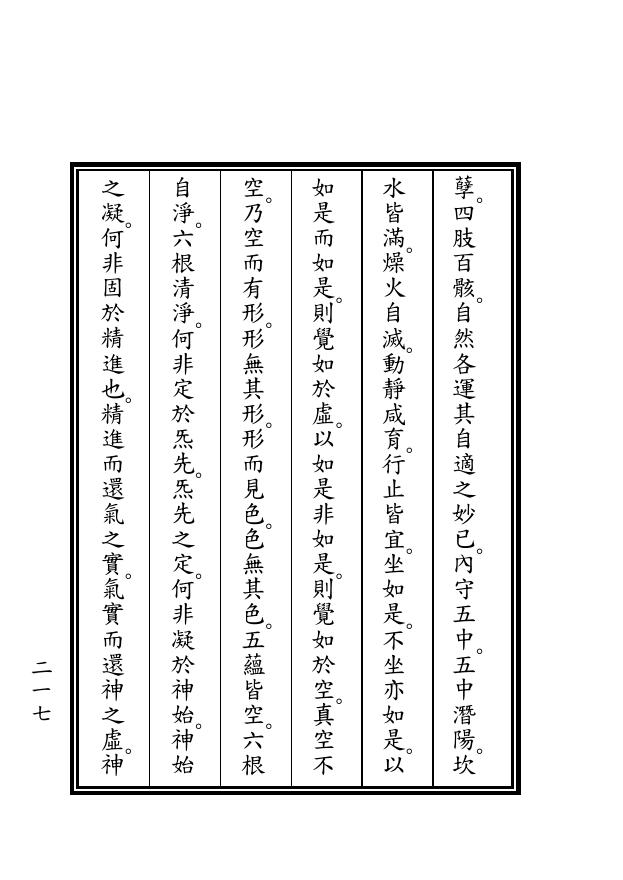 孽。四肢百骸。自然各運其自適之妙已。內守五中。五中潛陽。坎
水皆滿。燥火自滅。動靜咸育。行止皆宜。坐如是。不坐亦如是。以
如是而如是。則覺如於虛。以如是非如是。則覺如於空。真空不
空。乃空而有形。形無其形。形而見色。色無其色。五蘊皆空。六根
自淨。六根清淨。何非定於炁先。炁先之定。何非凝於神始。神始
之凝。何非固於精進也。精進而還氣之實。氣實而還神之虛。神
二一七